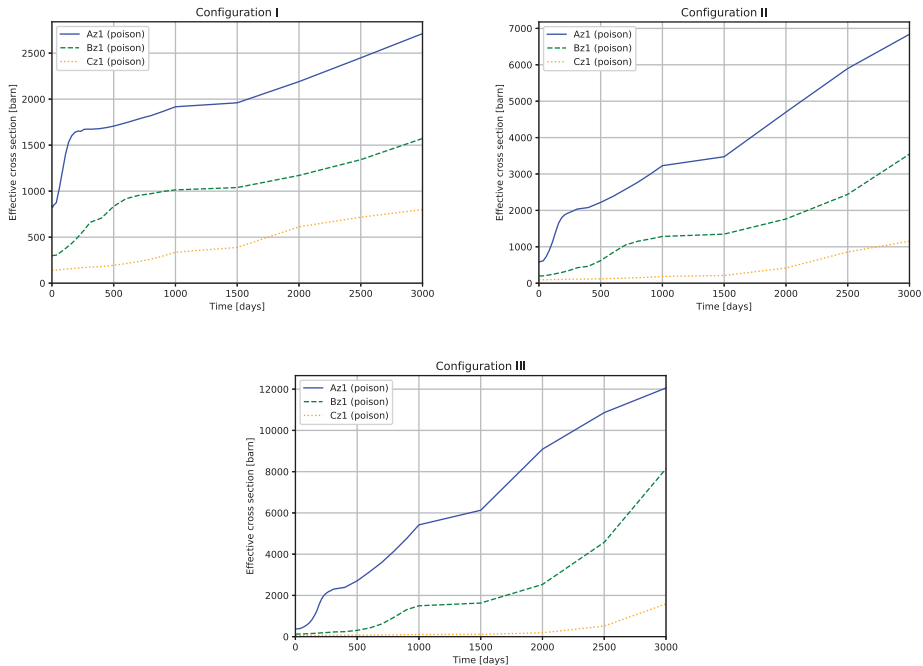 Configuration I
Az1 (poison)
Bz1 (poison)
Cz1 (poison)
Effective cross section [barn]
2500
2000
1500
1000
500
0
0 500 1000 1500 2000 2500 3000
Time [days]
Configuration II
Az1 (poison)
Bz1 (poison)
Cz1 (poison)
Effective cross section [barn]
7000
6000
5000
4000
3000
2000
1000
0
0 500 1000 1500 2000 2500 3000
Time [days]
Configuration III
Az1 (poison)
Bz1 (poison)
Cz1 (poison)
Effective cross section [barn]
12000
10000
8000
6000
4000
2000
0
0 500 1000 1500 2000 2500 3000
Time [days]